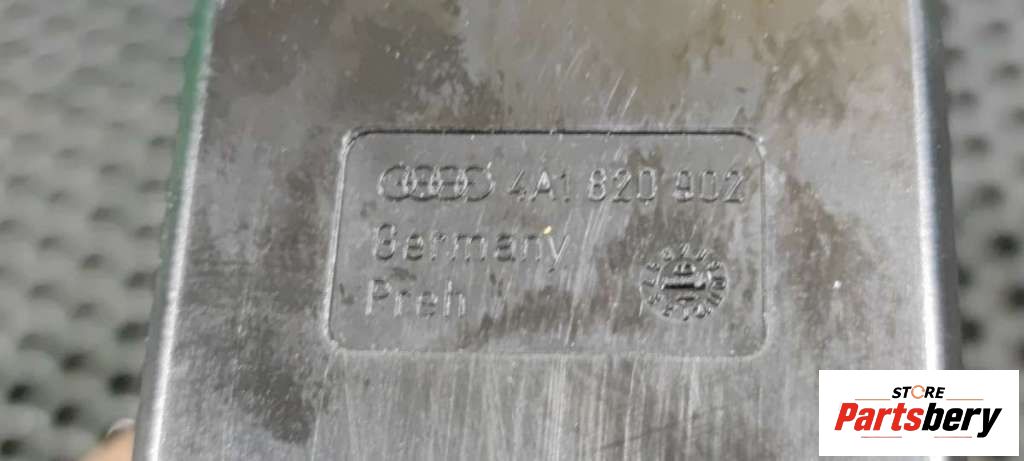 4A1 820 902
Germany
Preh
STORE
Partsbery